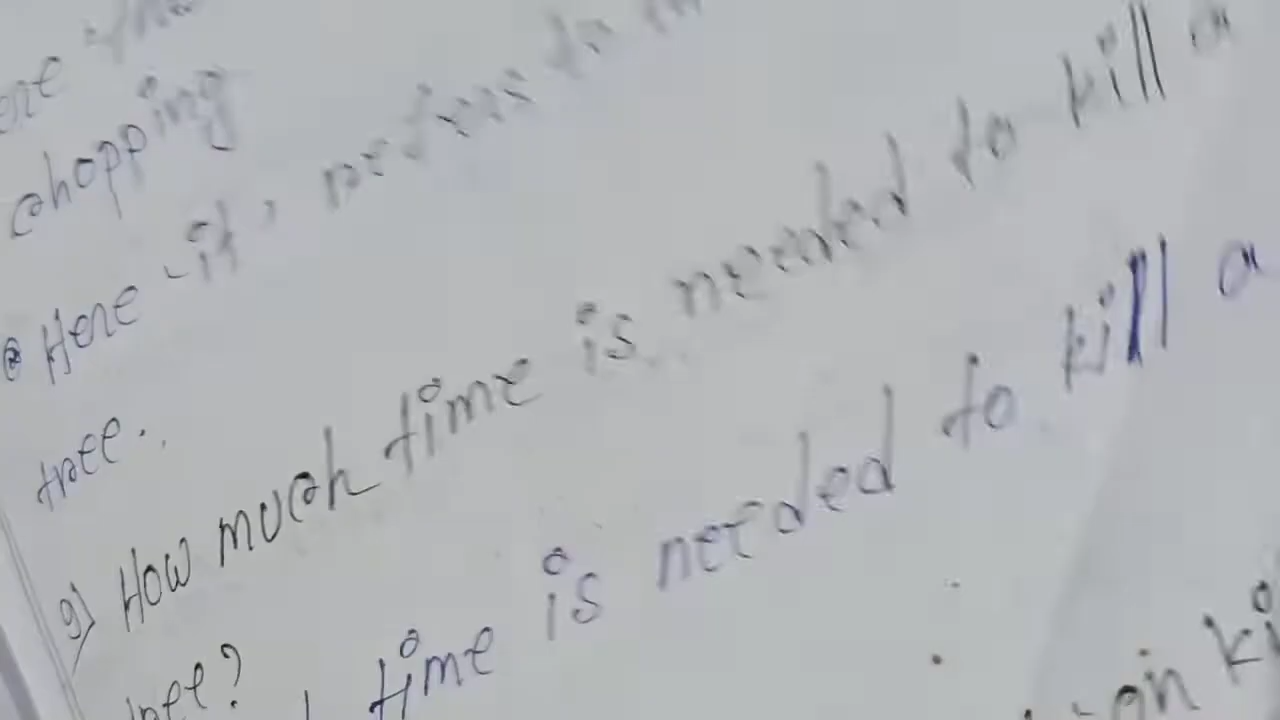 chopping
Here it, refers to
tree.
9) How much time is needed to kill a
tree?
time is needed to kill a